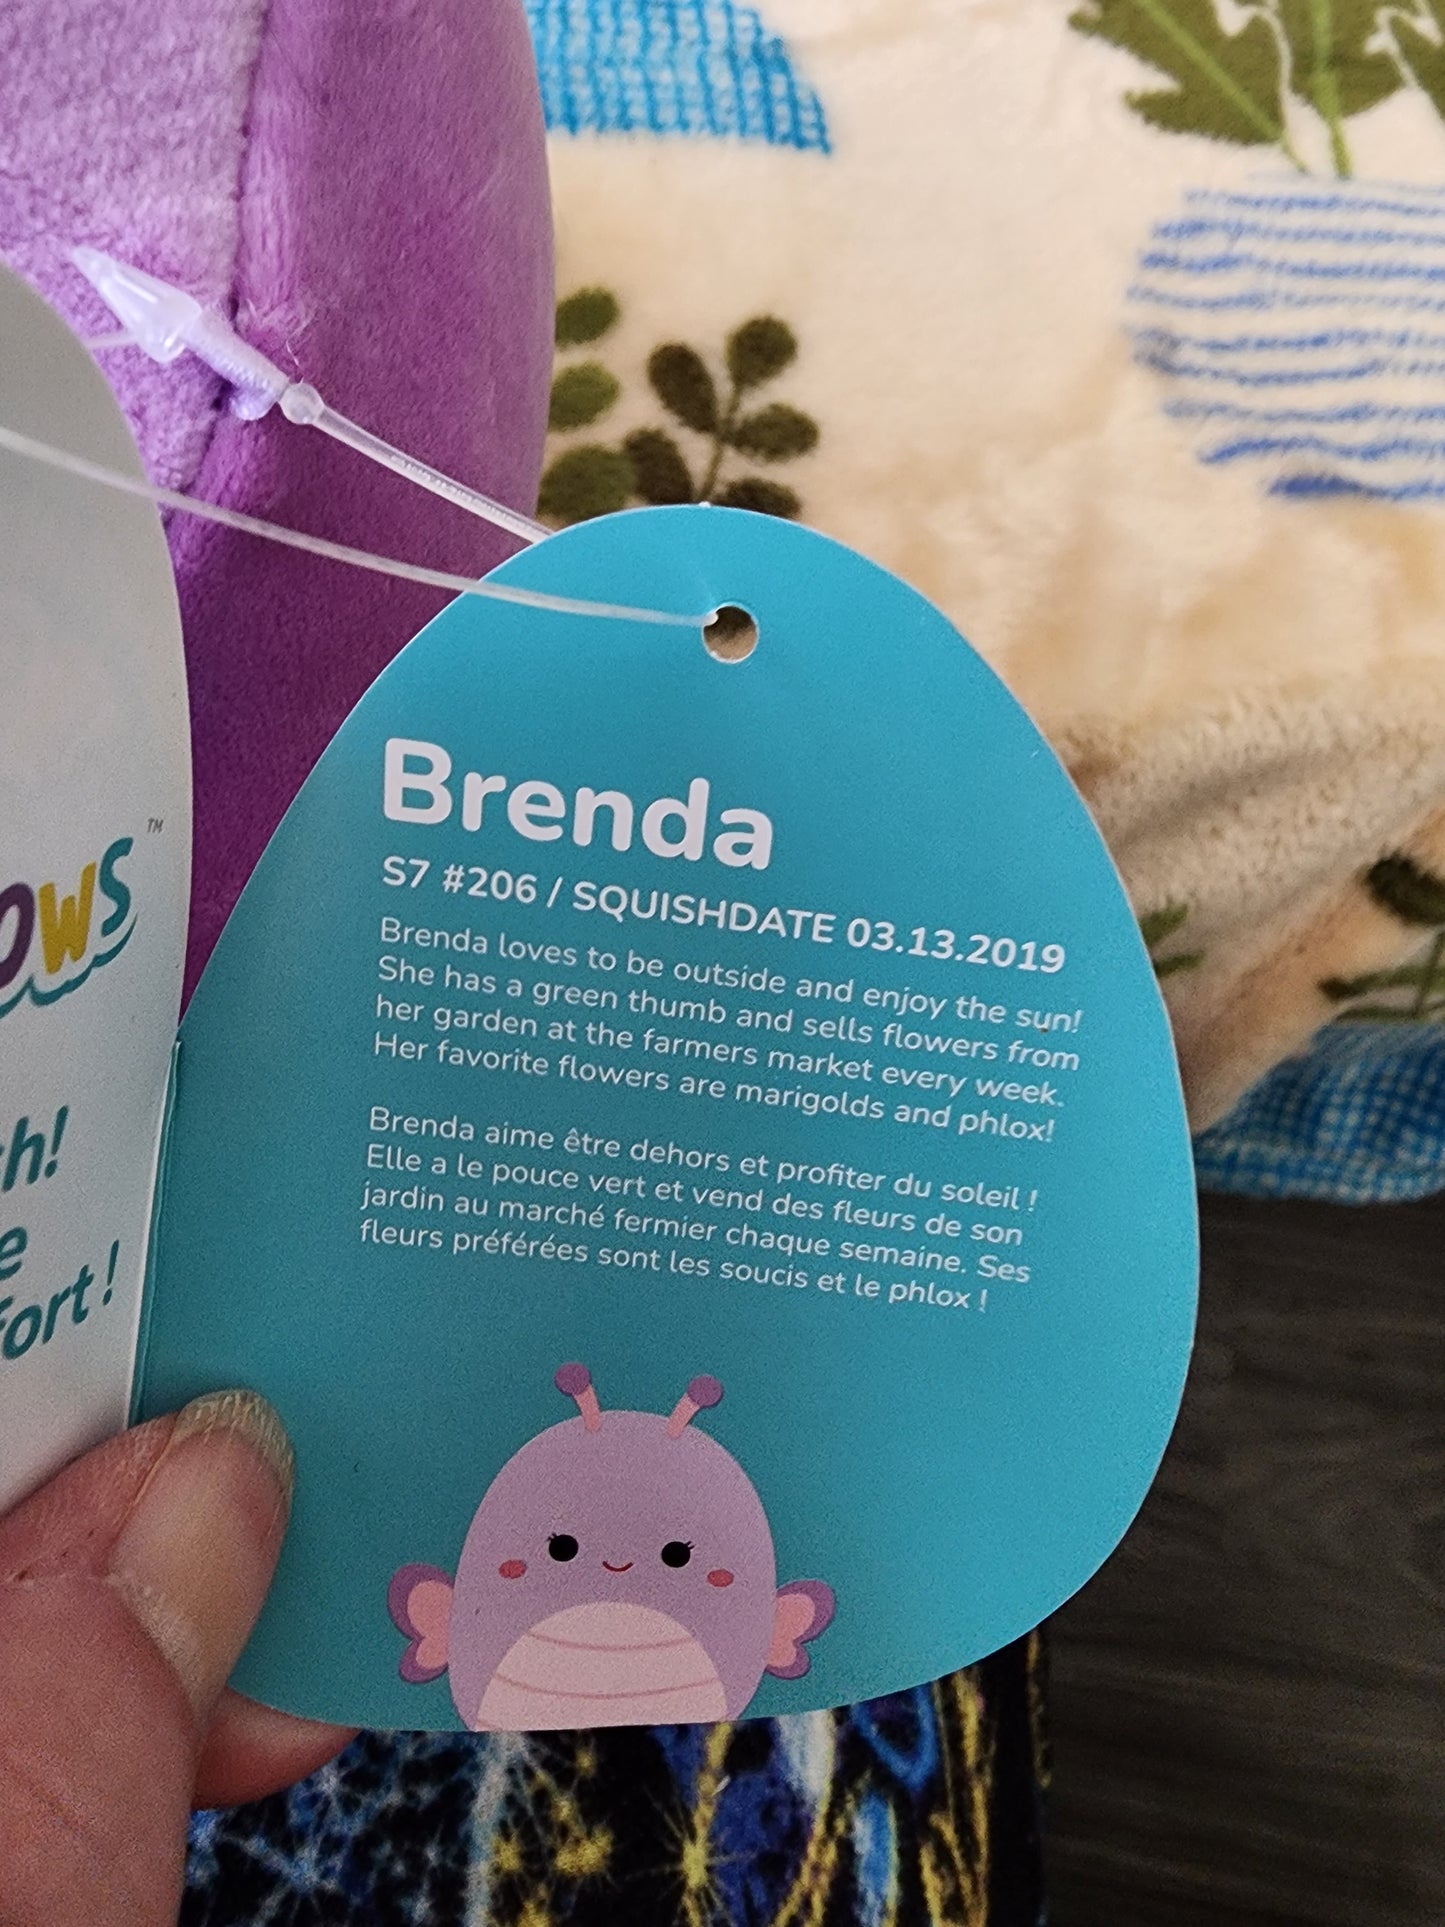 Brenda
S7 #206 / SQUISHDATE 03.13.2019
Brenda loves to be outside and enjoy the sun!
She has a green thumb and sells flowers from
her garden at the farmers market every week.
Her favorite flowers are marigolds and phlox!
Brenda aime être dehors et profiter du soleil !
Elle a le pouce vert et vend des fleurs de son
jardin au marché fermier chaque semaine. Ses
fleurs préférées sont les soucis et le phlox !
TM